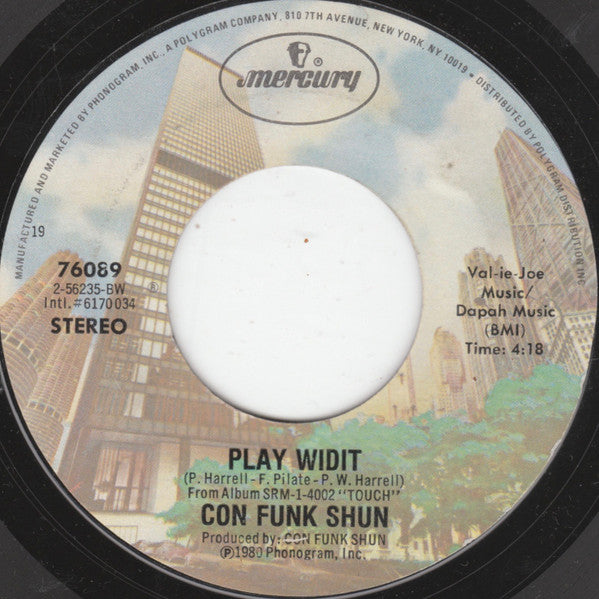 MANUFACTURED AND MARKETED BY PHONOGRAM, INC., A POLYGRAM COMPANY, 810 7TH AVENUE, NEW YORK, NY. 10019 • DISTRIBUTED BY POLYGRAM DISTRIBUTION INC
®
mercury
19
76089
2-56235-BW
Intl.#6170034
STEREO
Val-ie-Joe
Music/
Dapah Music
(BMI)
Time: 4:18
PLAY WIDIT
(P. Harrell-F. Pilate-P. W. Harrell)
From Album SRM-1-4002 "TOUCH"
CON FUNK SHUN
Produced by: CON FUNK SHUN
℗1980 Phonogram, Inc.